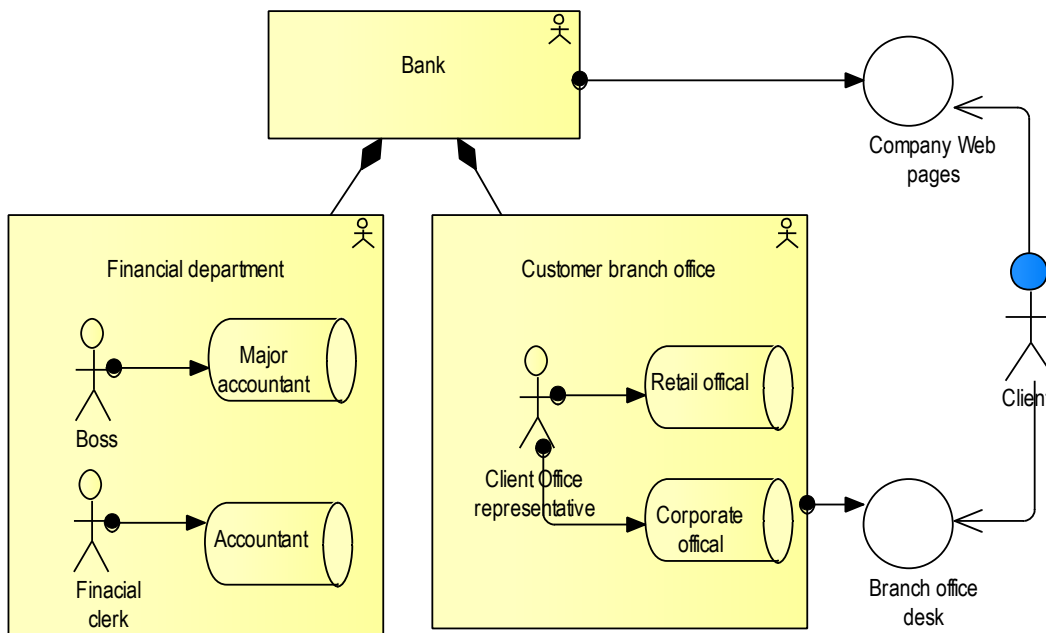 Bank
Company Web
pages
Financial department
Customer branch office
Major
accountant
Boss
Retail offical
Client
Client Office
representative
Corporate
offical
Accountant
Finacial
clerk
Branch office
desk